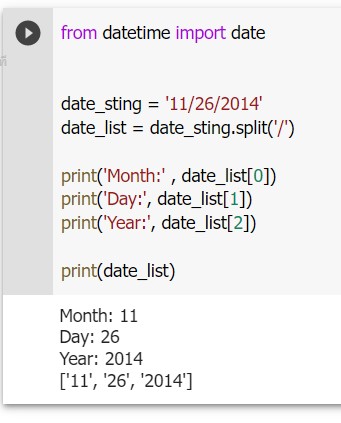 from datetime import date
date_sting = '11/26/2014'
date_list = date_sting.split('/')
print('Month:' , date_list[0])
print('Day:', date_list[1])
print('Year:', date_list[2])
print(date_list)
Month: 11
Day: 26
Year: 2014
['11', '26', '2014']